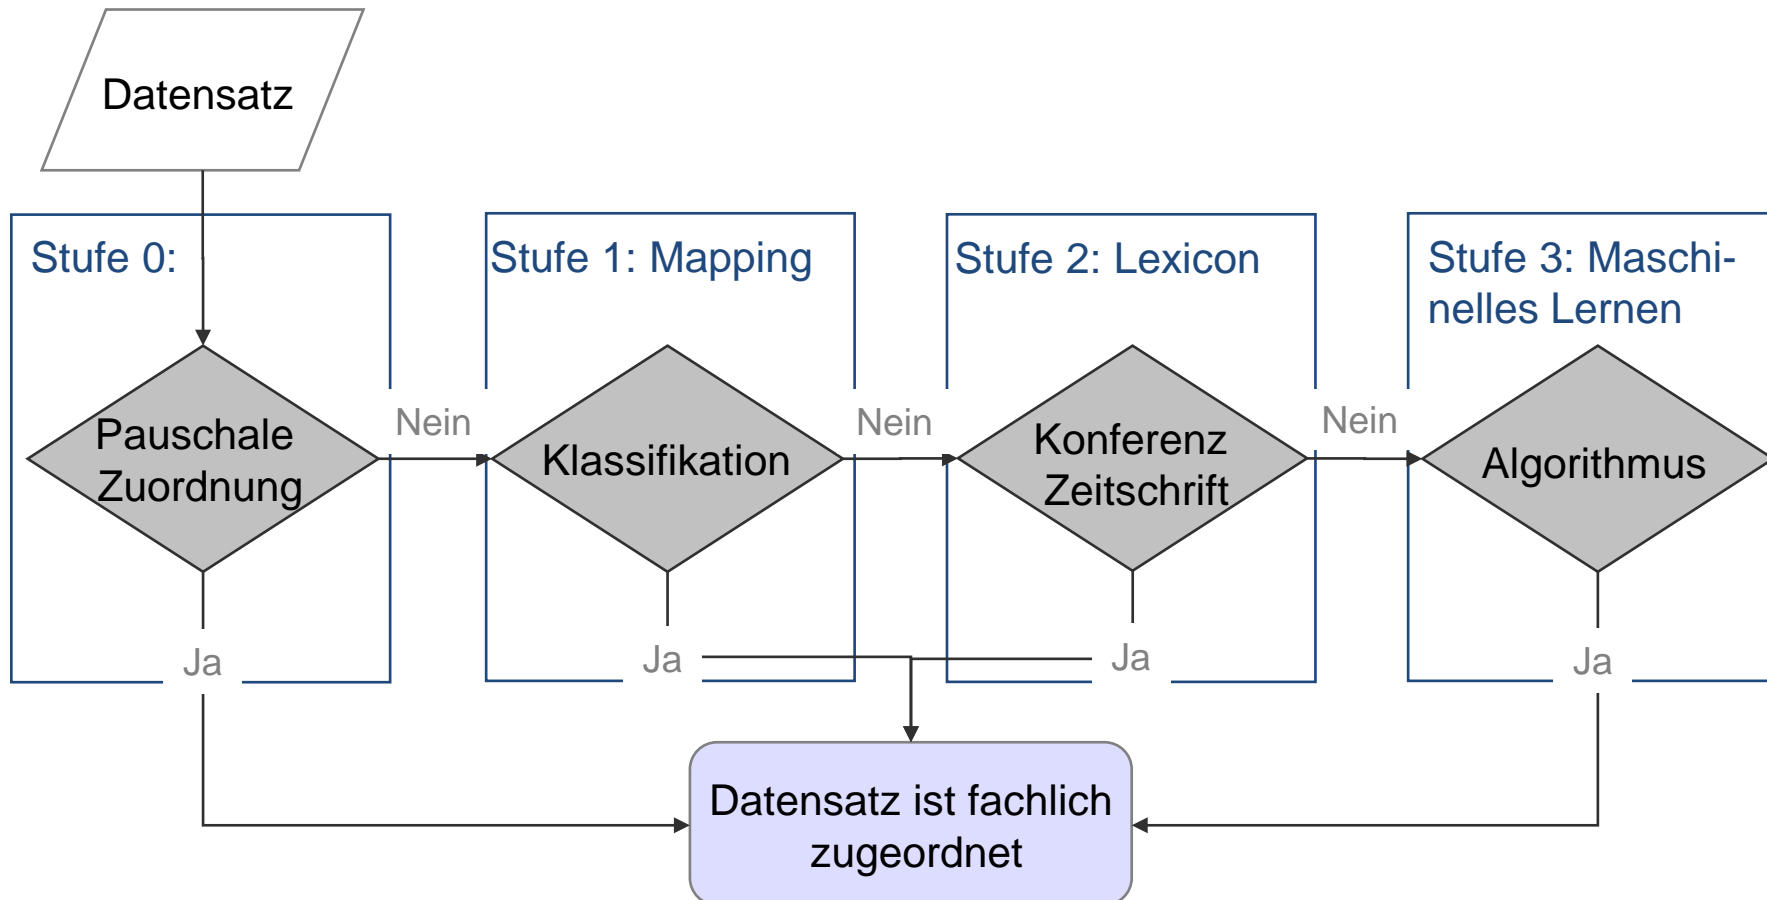 Datensatz
Stufe 0:
Stufe 1: Mapping
Stufe 2: Lexicon
Stufe 3: Maschi-
nelles Lernen
Pauschale
Zuordnung
Nein
Klassifikation
Nein
Konferenz
Zeitschrift
Nein
Algorithmus
Ja
Ja
Ja
Ja
Datensatz ist fachlich
zugeordnet